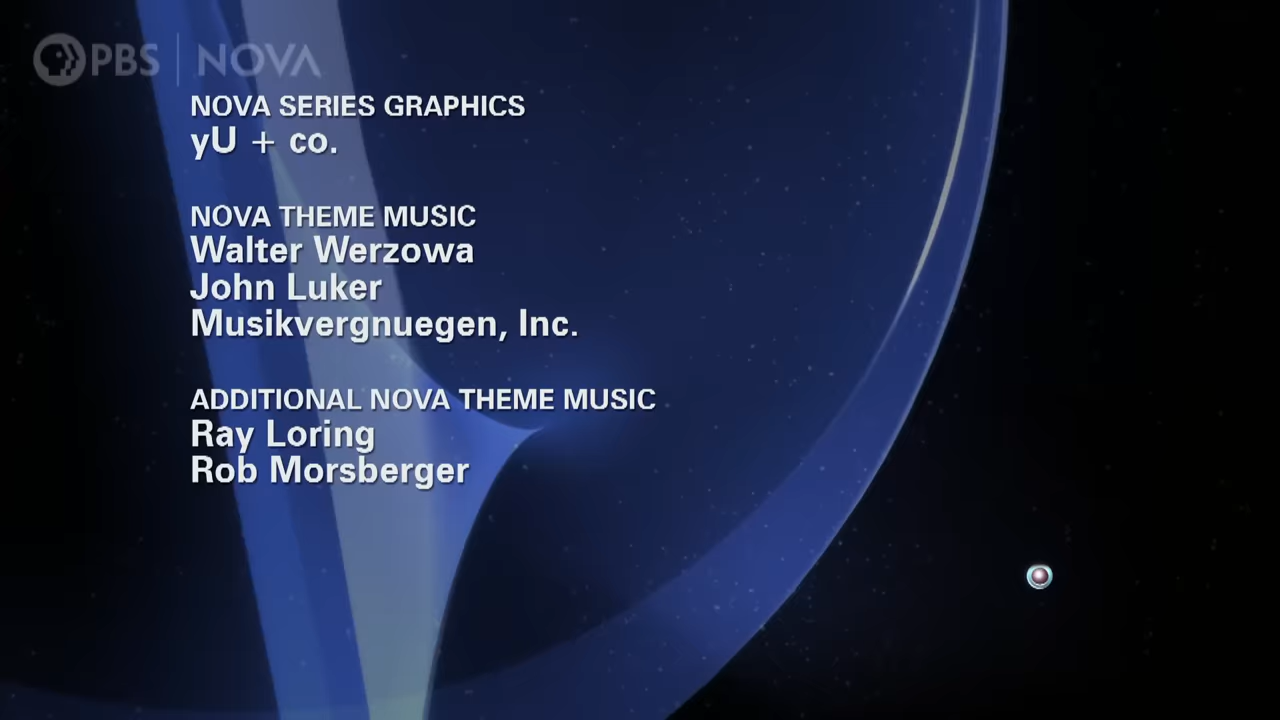 PBS | NOVA
NOVA SERIES GRAPHICS
yU + co.
NOVA THEME MUSIC
Walter Werzowa
John Luker
Musikvergnuegen, Inc.
ADDITIONAL NOVA THEME MUSIC
Ray Loring
Rob Morsberger